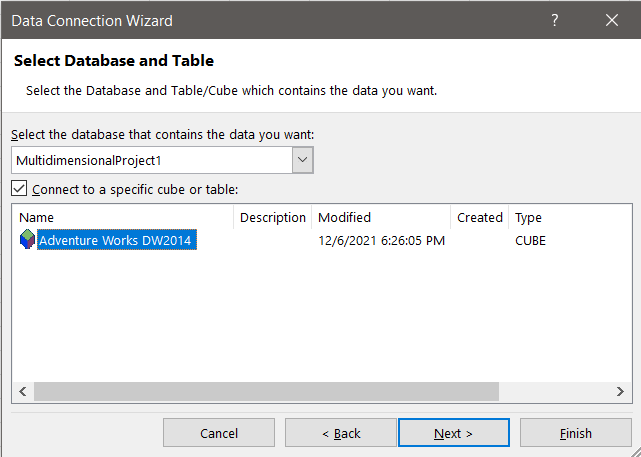 Data Connection Wizard ?
Select Database and Table
Select the Database and Table/Cube which contains the data you want.
Select the database that contains the data you want:
MultidimensionalProject1
Connect to a specific cube or table:
Name Description Modified Created Type
Adventure Works DW2014 12/6/2021 6:26:05 PM CUBE
Cancel < Back Next > Finish